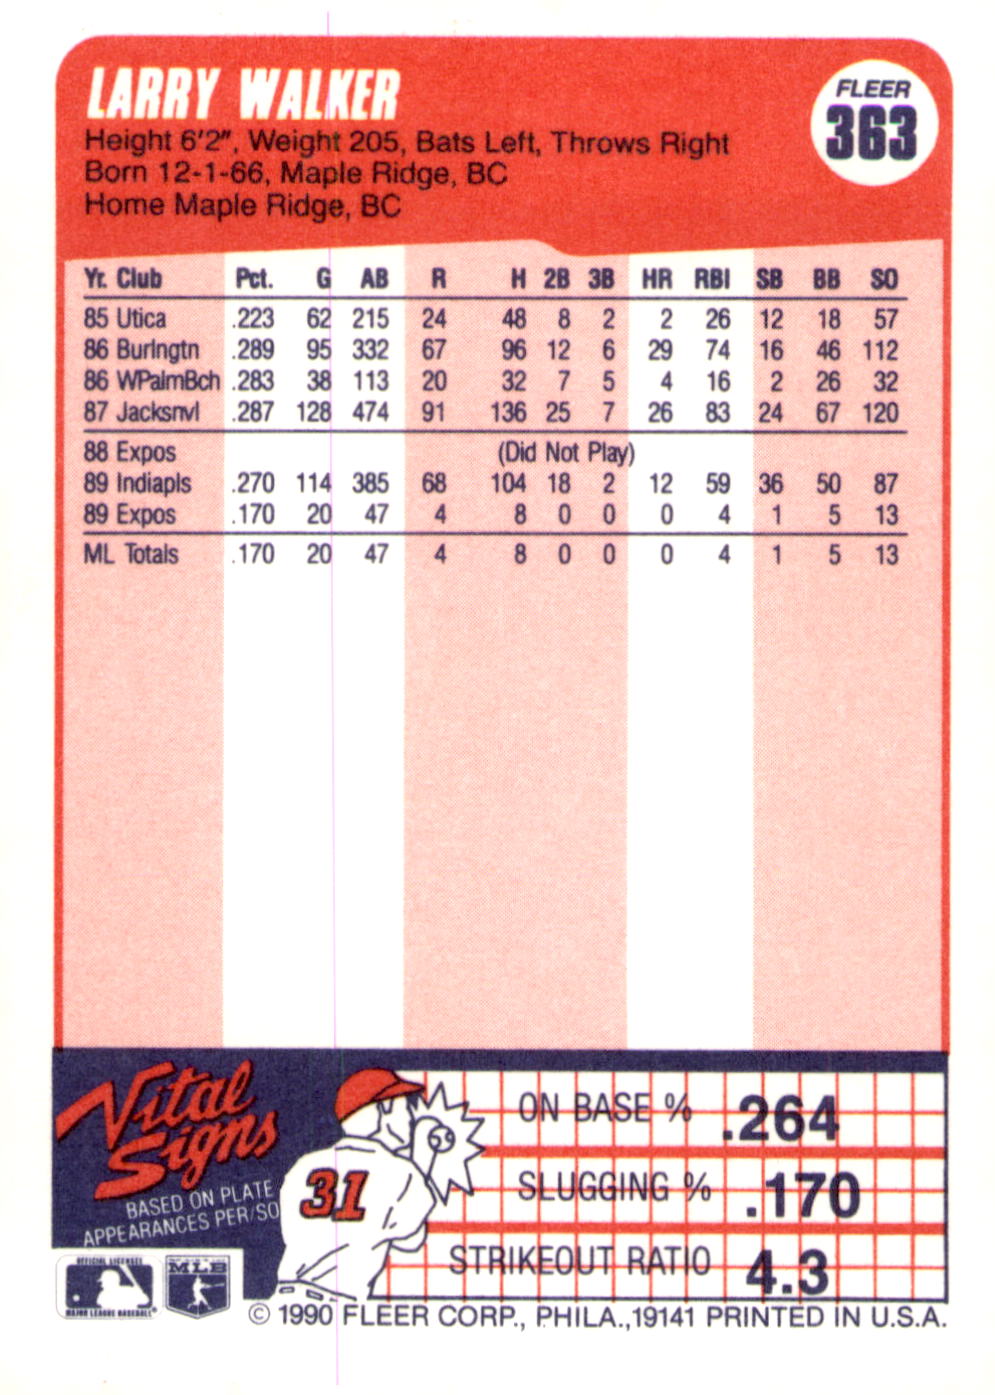 LARRY WALKER
FLEER
363
Height 6'2", Weight 205, Bats Left, Throws Right
Born 12-1-66, Maple Ridge, BC
Home Maple Ridge, BC
Yr. Club Pct. G AB R H 2B 3B HR RBI SB BB SO
85 Utica .223 62 215 24 48 8 2 2 26 12 18 57
86 Burlngtn .289 95 332 67 96 12 6 29 74 16 46 112
86 WPalmBch .283 38 113 20 32 7 5 4 16 2 26 32
87 Jacksnvl .287 128 474 91 136 25 7 26 83 24 67 120
88 Expos (Did Not Play)
89 Indiapls .270 114 385 68 104 18 2 12 59 36 50 87
89 Expos .170 20 47 4 8 0 0 0 4 1 5 13
ML Totals .170 20 47 4 8 0 0 0 4 1 5 13
Vital
Signs
BASED ON PLATE
APPEARANCES PER/SO
31
ON BASE % .264
SLUGGING % .170
STRIKEOUT RATIO 4.3
OFFICIAL LICENSEE
MAJOR LEAGUE BASEBALL®
MLB
© 1990 FLEER CORP., PHILA.,19141 PRINTED IN U.S.A.